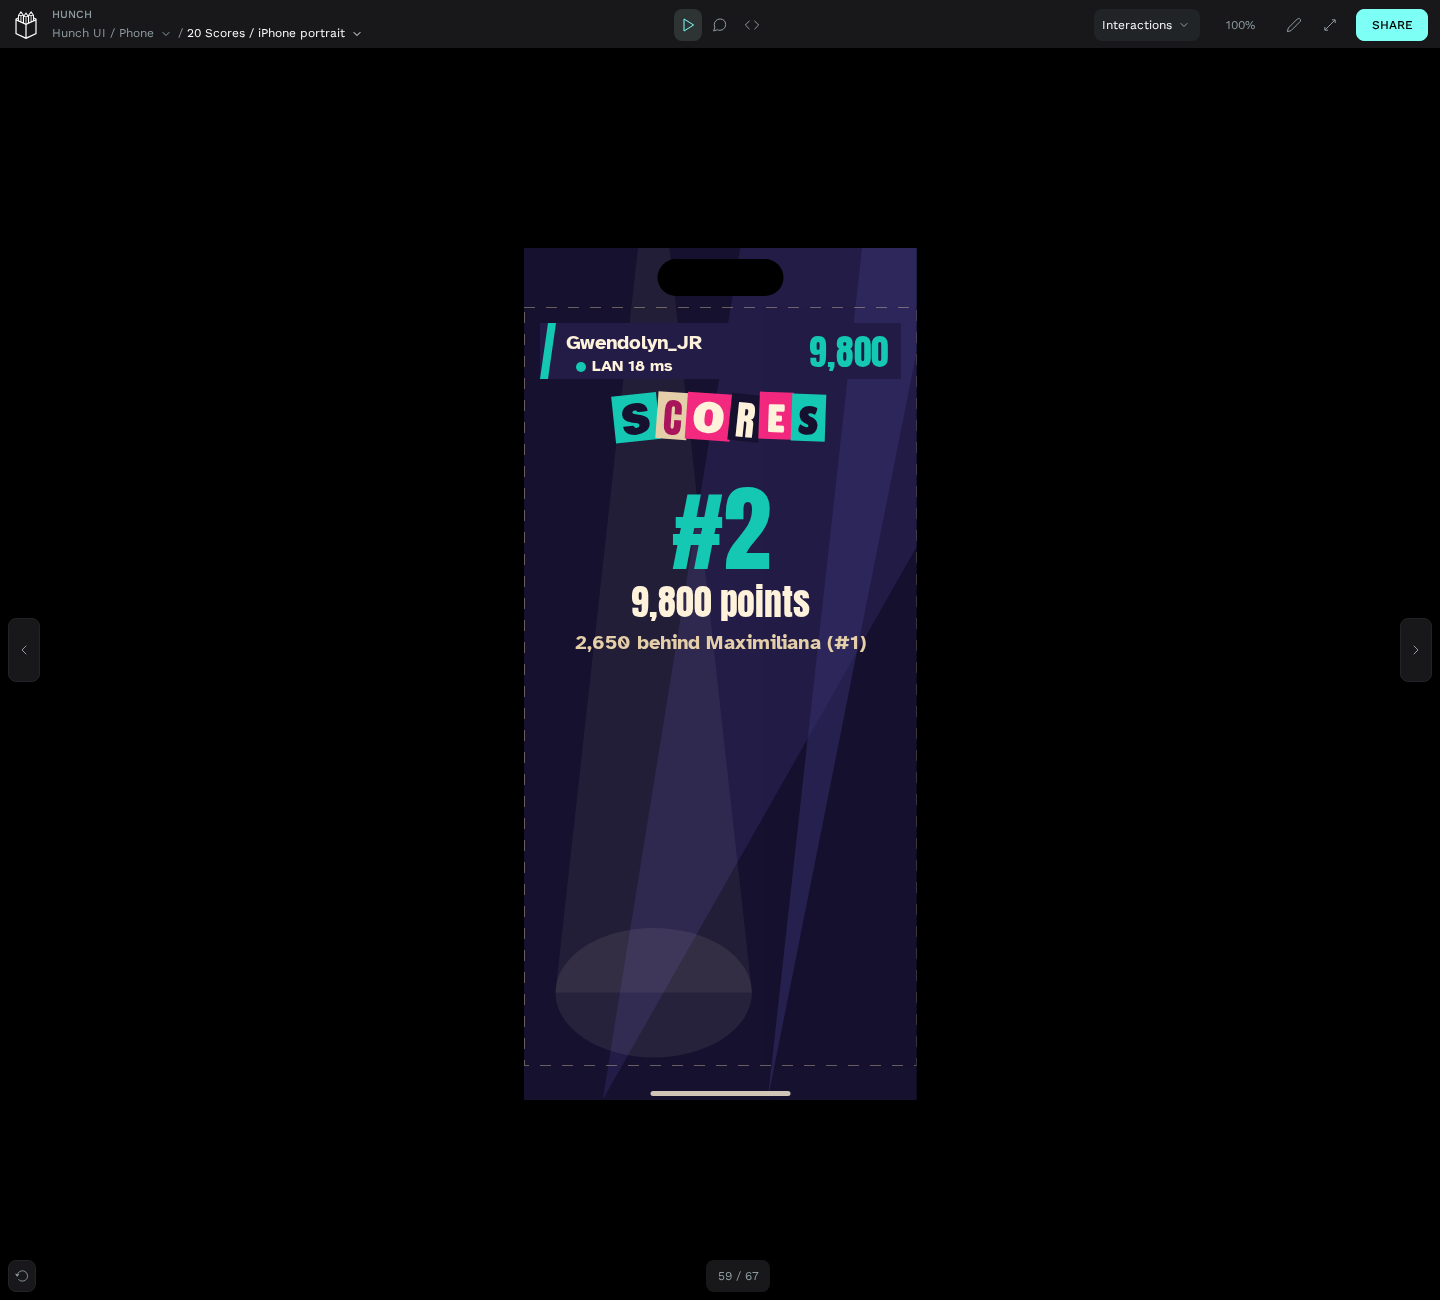 HUNCH
Hunch UI / Phone / 20 Scores / iPhone portrait
Interactions
100%
SHARE
Gwendolyn_JR
LAN 18 ms
9,800
SCORES
#2
9,800 points
2,650 behind Maximiliana (#1)
59 / 67